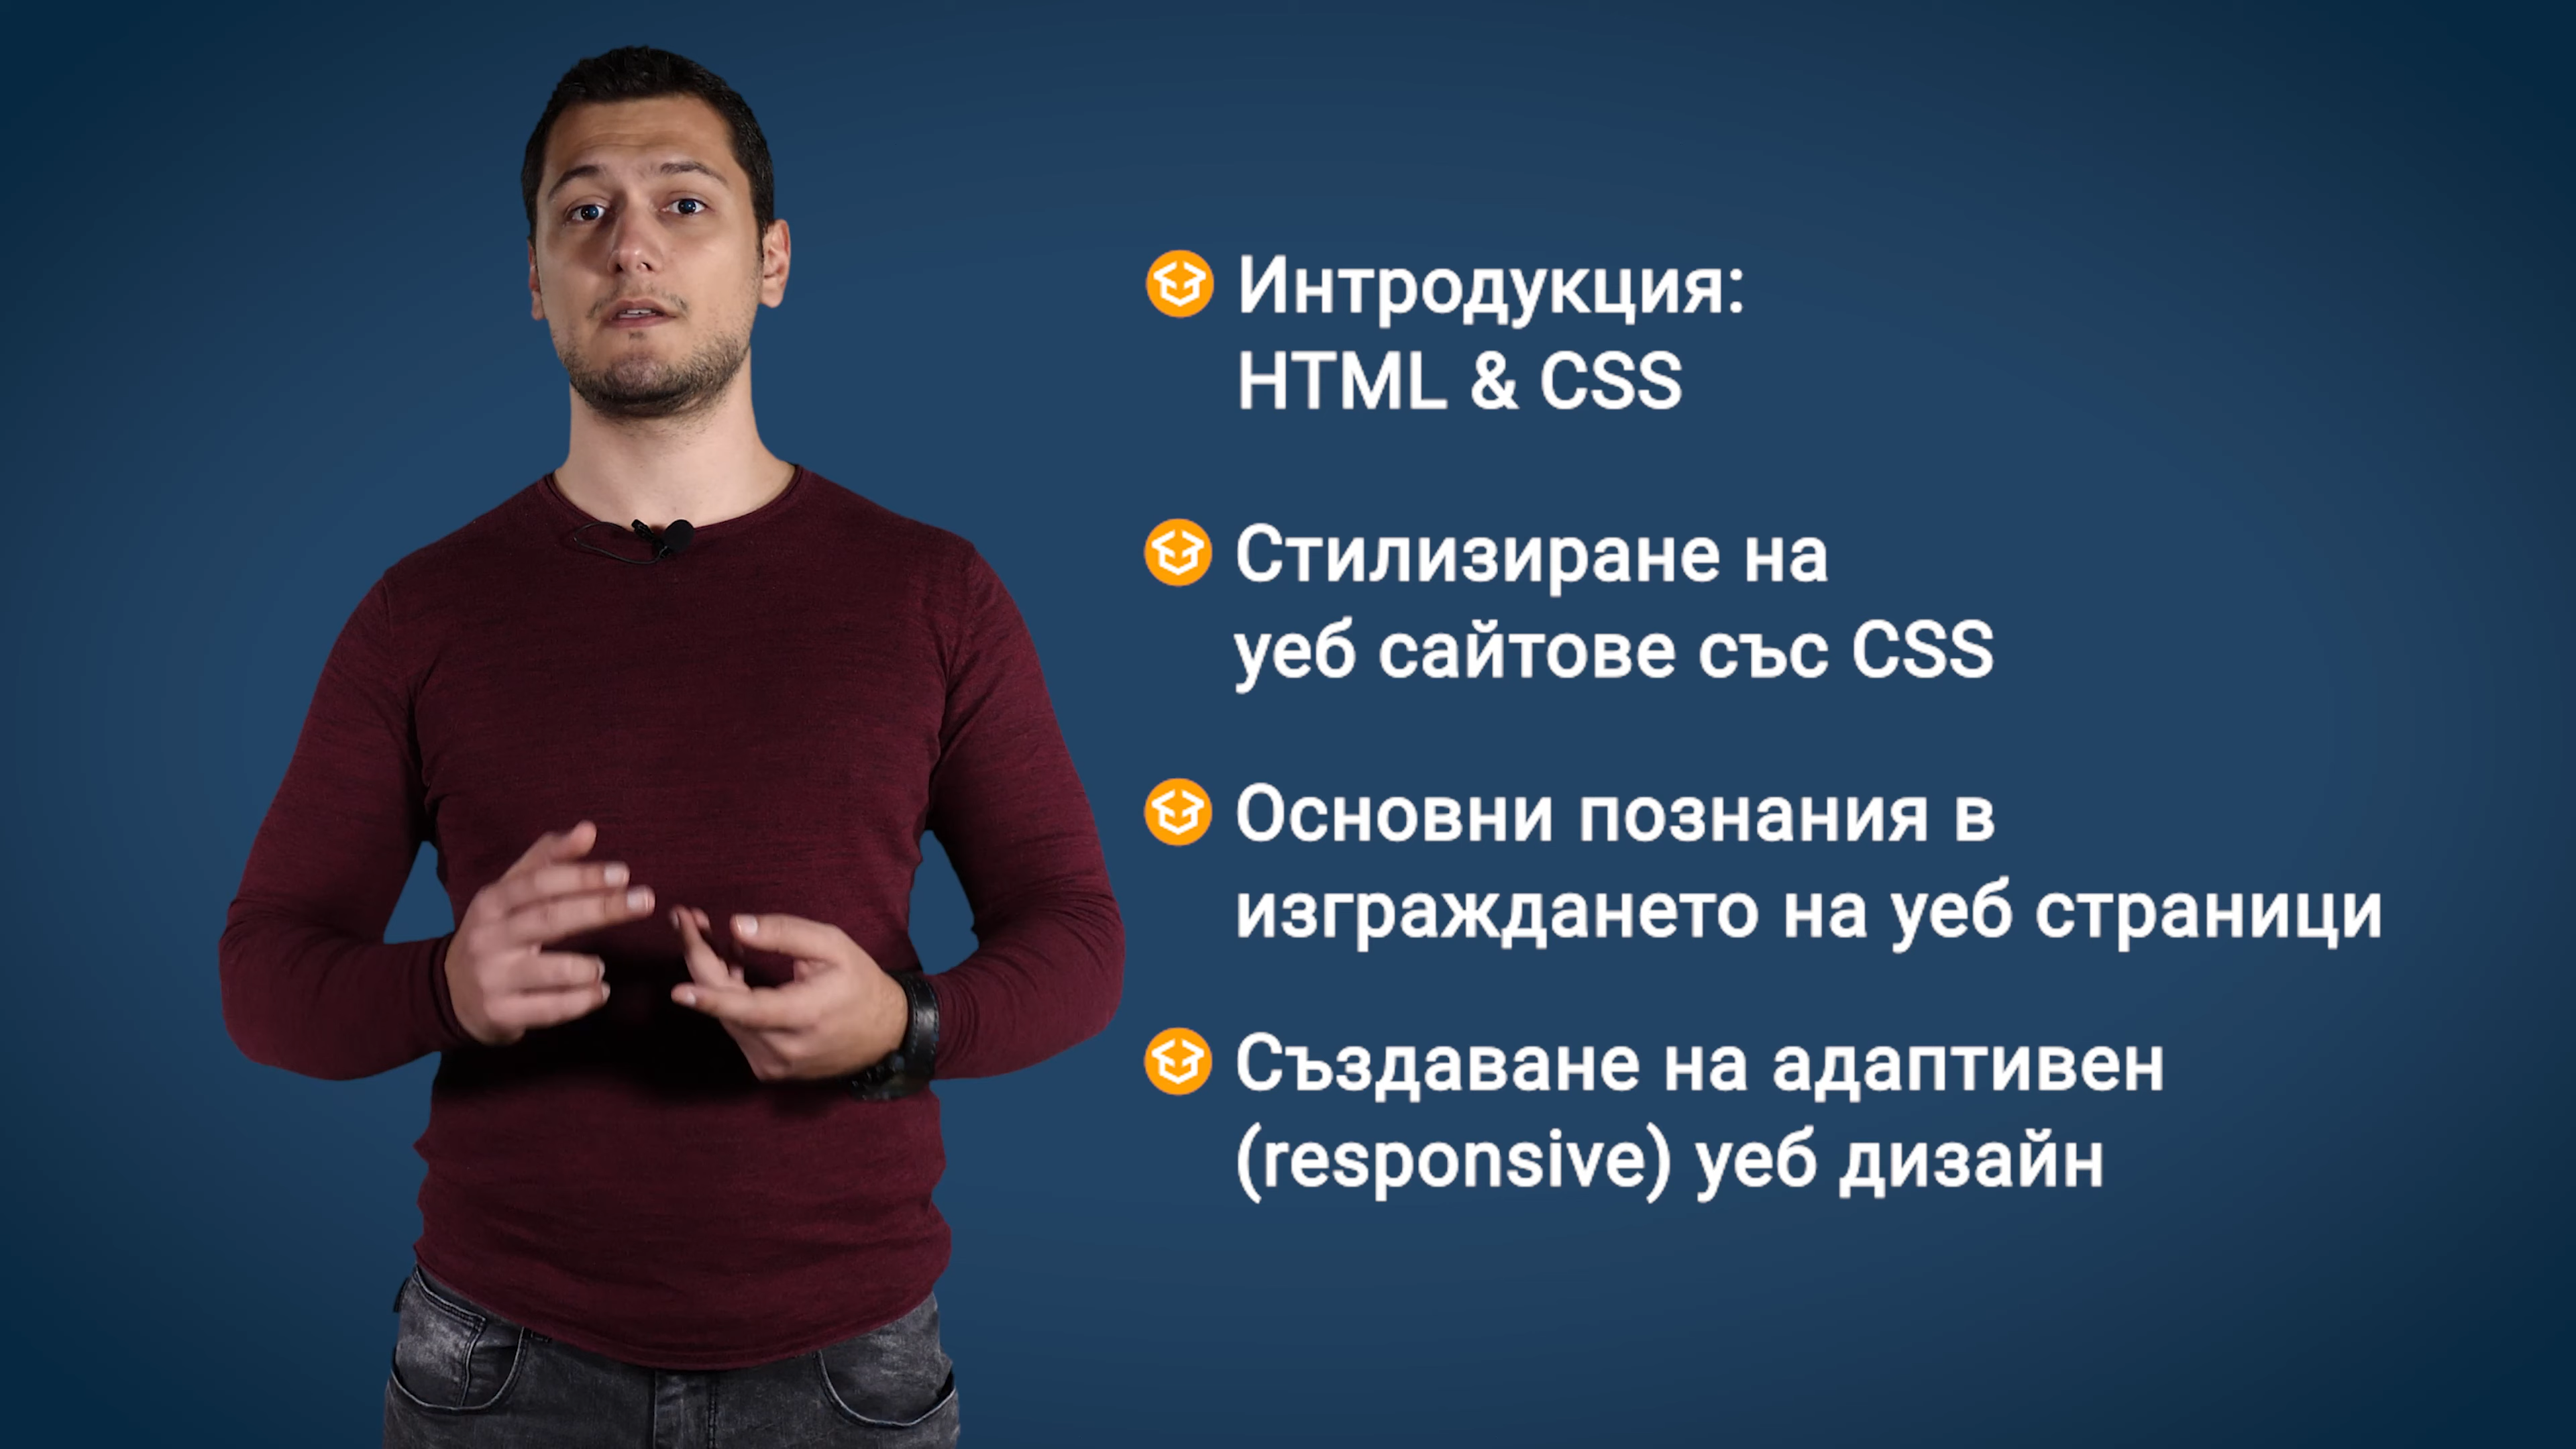 Интродукция:
HTML & CSS
Стилизиране на
уеб сайтове със CSS
Основни познания в
изграждането на уеб страници
Създаване на адаптивен
(responsive) уеб дизайн